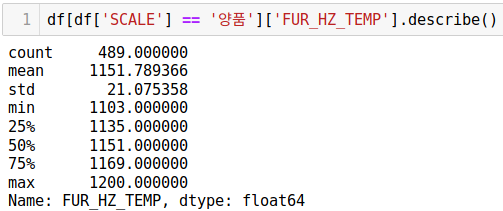 1 df[df['SCALE'] == '양품']['FUR_HZ_TEMP'].describe()
count 489.000000
mean 1151.789366
std 21.075358
min 1103.000000
25% 1135.000000
50% 1151.000000
75% 1169.000000
max 1200.000000
Name: FUR_HZ_TEMP, dtype: float64